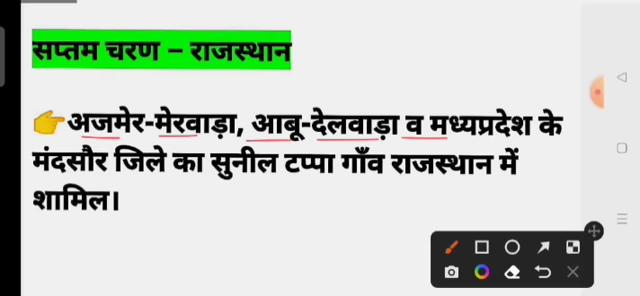 सप्तम चरण – राजस्थान
👉अजमेर-मेरवाड़ा, आबू-देलवाड़ा व मध्यप्रदेश के
मंदसौर जिले का सुनील टप्पा गाँव राजस्थान में
शामिल।